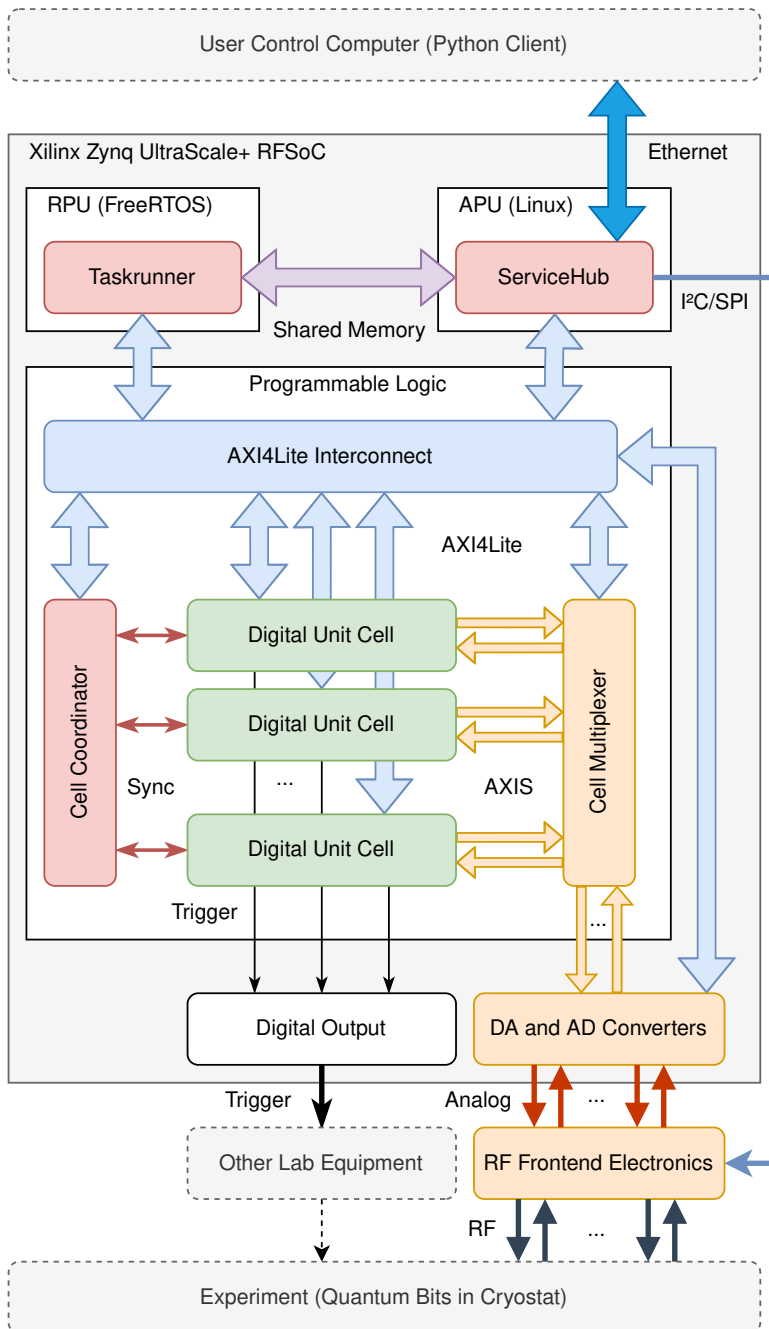 User Control Computer (Python Client)
Xilinx Zynq UltraScale+ RFSoC
Ethernet
RPU (FreeRTOS)
APU (Linux)
Taskrunner
ServiceHub
I²C/SPI
Shared Memory
Programmable Logic
AXI4Lite Interconnect
AXI4Lite
Digital Unit Cell
Cell Coordinator
Cell Multiplexer
Digital Unit Cell
Sync
...
AXIS
Digital Unit Cell
Trigger
...
Digital Output
DA and AD Converters
Trigger
Analog
...
Other Lab Equipment
RF Frontend Electronics
RF
...
Experiment (Quantum Bits in Cryostat)